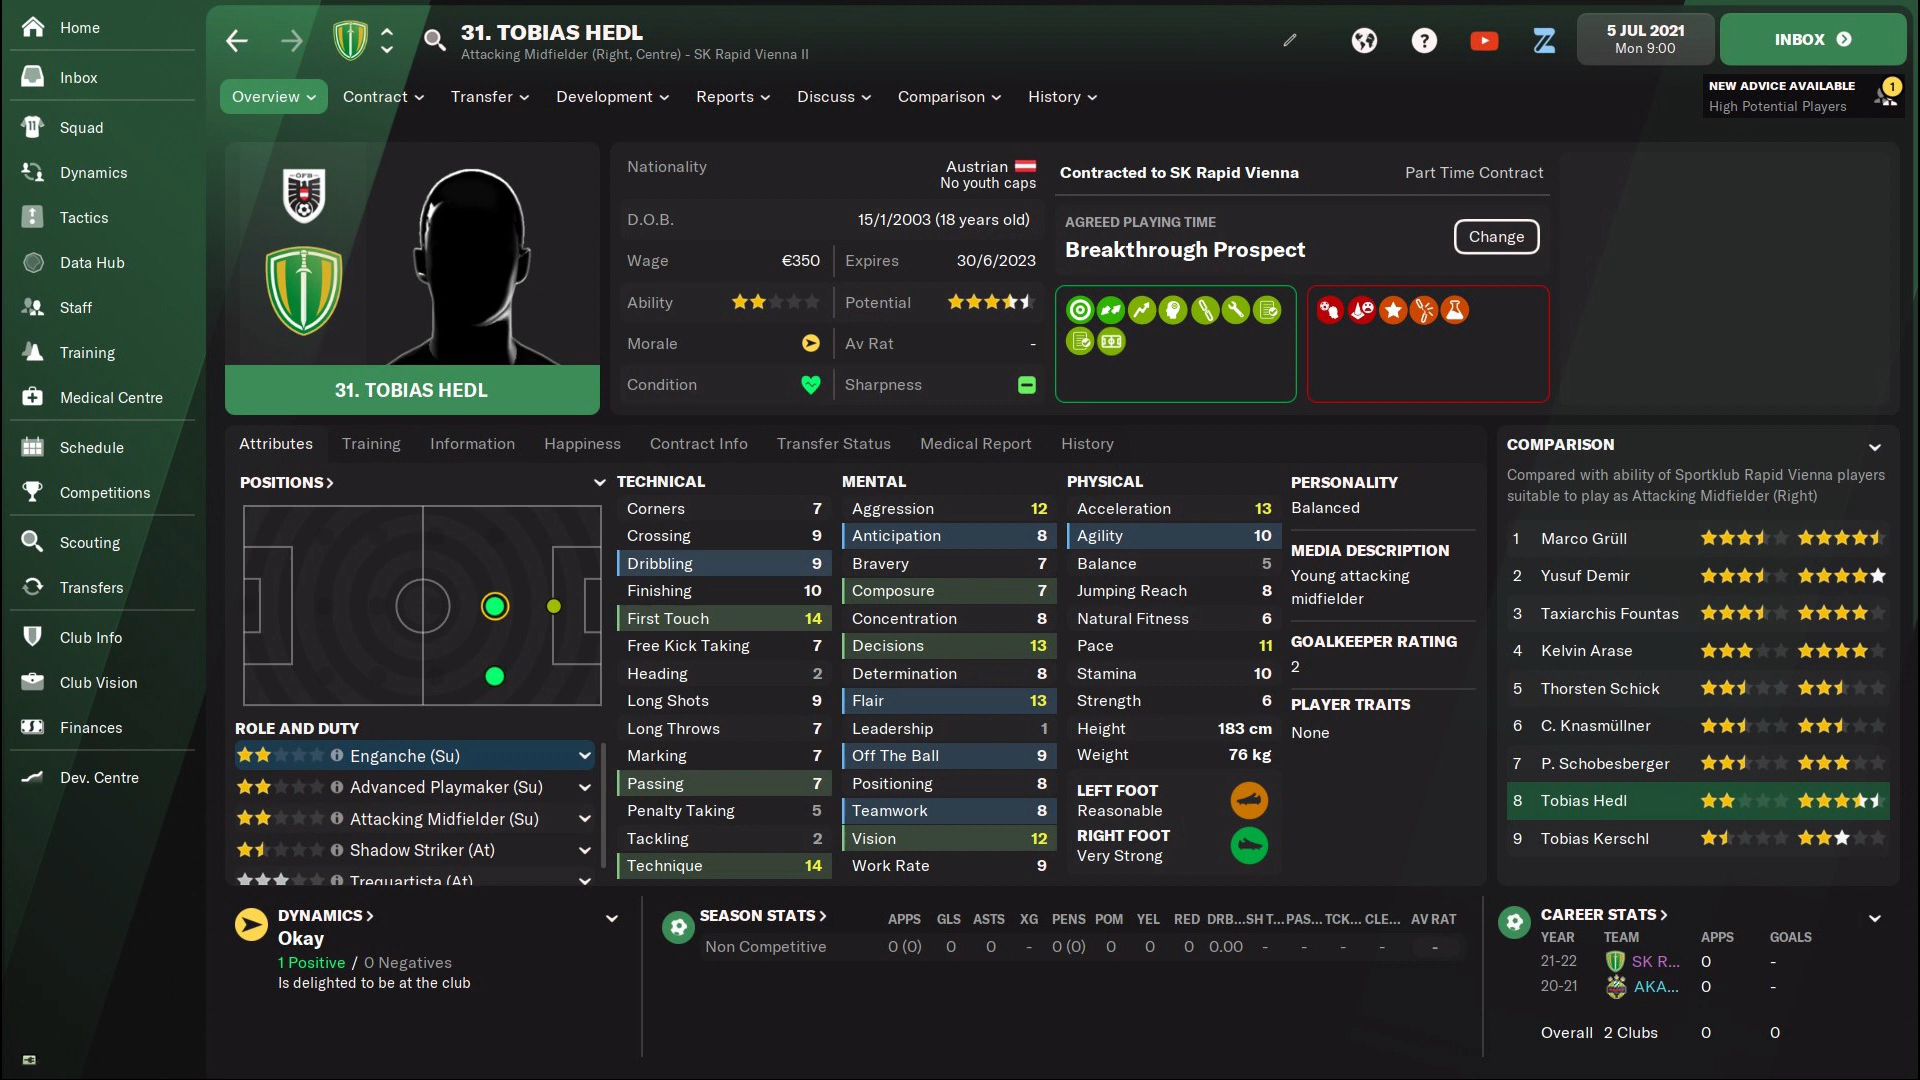 Home
Inbox
Squad
Dynamics
Tactics
Data Hub
Staff
Training
Medical Centre
Schedule
Competitions
Scouting
Transfers
Club Info
Club Vision
Finances
Dev. Centre
31. TOBIAS HEDL
Attacking Midfielder (Right, Centre) - SK Rapid Vienna II
5 JUL 2021
Mon 9:00
INBOX
Overview
Contract
Transfer
Development
Reports
Discuss
Comparison
History
NEW ADVICE AVAILABLE
High Potential Players
1
31. TOBIAS HEDL
Nationality Austrian
No youth caps
D.O.B. 15/1/2003 (18 years old)
Wage €350 Expires 30/6/2023
Ability Potential
Morale Av Rat -
Condition Sharpness
Contracted to SK Rapid Vienna Part Time Contract
AGREED PLAYING TIME
Breakthrough Prospect
Change
Attributes Training Information Happiness Contract Info Transfer Status Medical Report History
POSITIONS
ROLE AND DUTY
Enganche (Su)
Advanced Playmaker (Su)
Attacking Midfielder (Su)
Shadow Striker (At)
Trequartista (At)
TECHNICAL
Corners 7
Crossing 9
Dribbling 9
Finishing 10
First Touch 14
Free Kick Taking 7
Heading 2
Long Shots 9
Long Throws 7
Marking 7
Passing 7
Penalty Taking 5
Tackling 2
Technique 14
MENTAL
Aggression 12
Anticipation 8
Bravery 7
Composure 7
Concentration 8
Decisions 13
Determination 8
Flair 13
Leadership 1
Off The Ball 9
Positioning 8
Teamwork 8
Vision 12
Work Rate 9
PHYSICAL
Acceleration 13
Agility 10
Balance 5
Jumping Reach 8
Natural Fitness 6
Pace 11
Stamina 10
Strength 6
Height 183 cm
Weight 76 kg
LEFT FOOT
Reasonable
RIGHT FOOT
Very Strong
PERSONALITY
Balanced
MEDIA DESCRIPTION
Young attacking
midfielder
GOALKEEPER RATING
2
PLAYER TRAITS
None
COMPARISON
Compared with ability of Sportklub Rapid Vienna players
suitable to play as Attacking Midfielder (Right)
1 Marco Grüll
2 Yusuf Demir
3 Taxiarchis Fountas
4 Kelvin Arase
5 Thorsten Schick
6 C. Knasmüllner
7 P. Schobesberger
8 Tobias Hedl
9 Tobias Kerschl
DYNAMICS
Okay
1 Positive / 0 Negatives
Is delighted to be at the club
SEASON STATS APPS GLS ASTS XG PENS POM YEL RED DRB... SH T... PAS... TCK... CLE... AV RAT
Non Competitive 0 (0) 0 0 - 0 (0) 0 0 0 0.00 - - - - -
CAREER STATS
YEAR TEAM APPS GOALS
21-22 SK R... 0 -
20-21 AKA... 0 -
Overall 2 Clubs 0 0